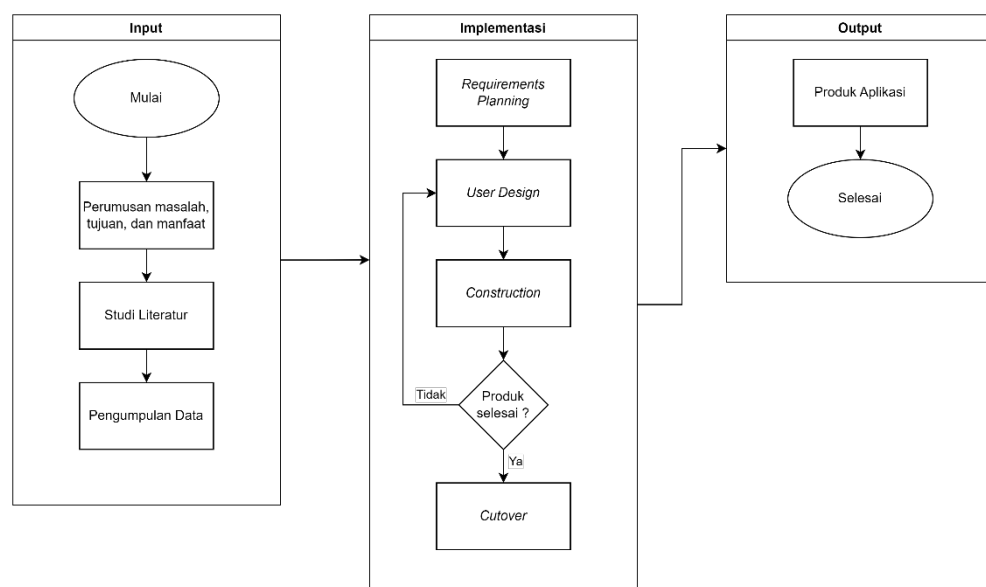 Input
Mulai
Perumusan masalah,
tujuan, dan manfaat
Studi Literatur
Pengumpulan Data
Implementasi
Requirements
Planning
User Design
Construction
Produk
selesai ?
Tidak
Ya
Cutover
Output
Produk Aplikasi
Selesai